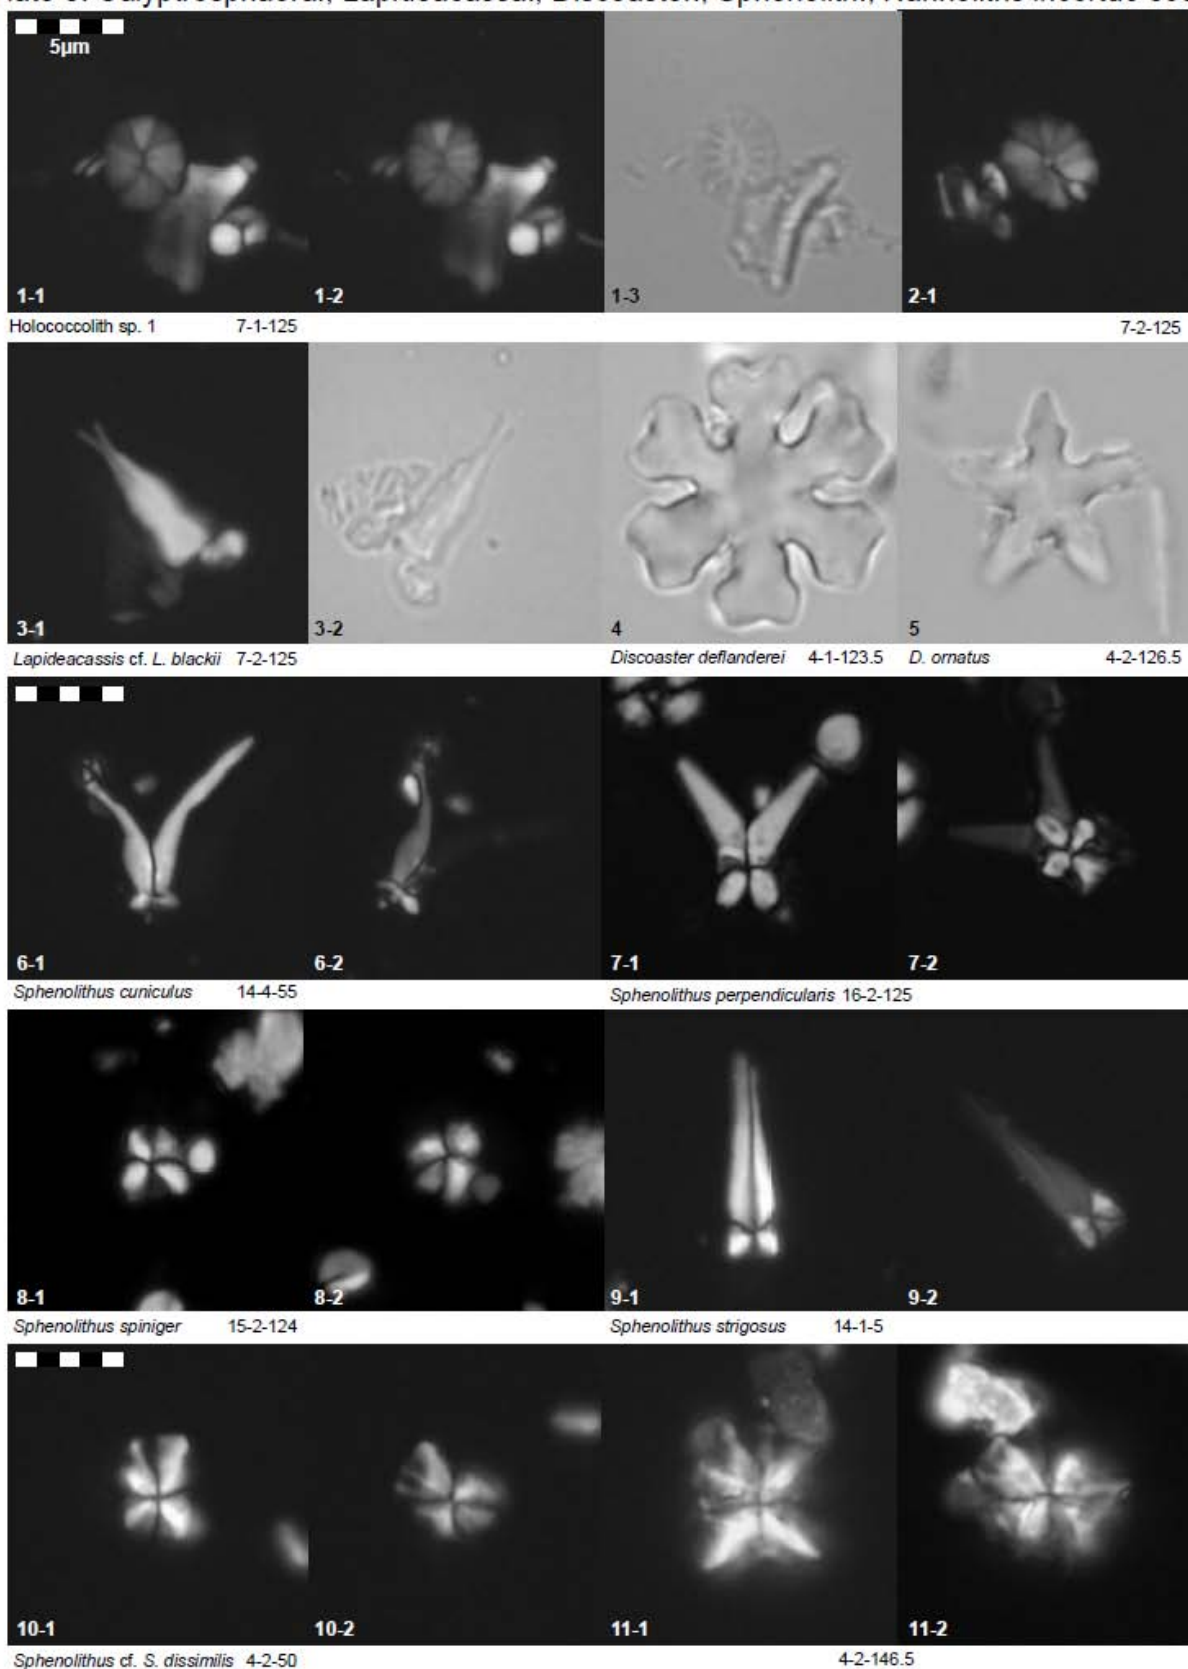 5µm
1-1 1-2 1-3 2-1
Holococcolith sp. 1 7-1-125 7-2-125
3-1 3-2 4 5
Lapideacassis cf. L. blackii 7-2-125 Discoaster deflanderei 4-1-123.5 D. ornatus 4-2-126.5
6-1 6-2 7-1 7-2
Sphenolithus cuniculus 14-4-55 Sphenolithus perpendicularis 16-2-125
8-1 8-2 9-1 9-2
Sphenolithus spiniger 15-2-124 Sphenolithus strigosus 14-1-5
10-1 10-2 11-1 11-2
Sphenolithus cf. S. dissimilis 4-2-50 4-2-146.5